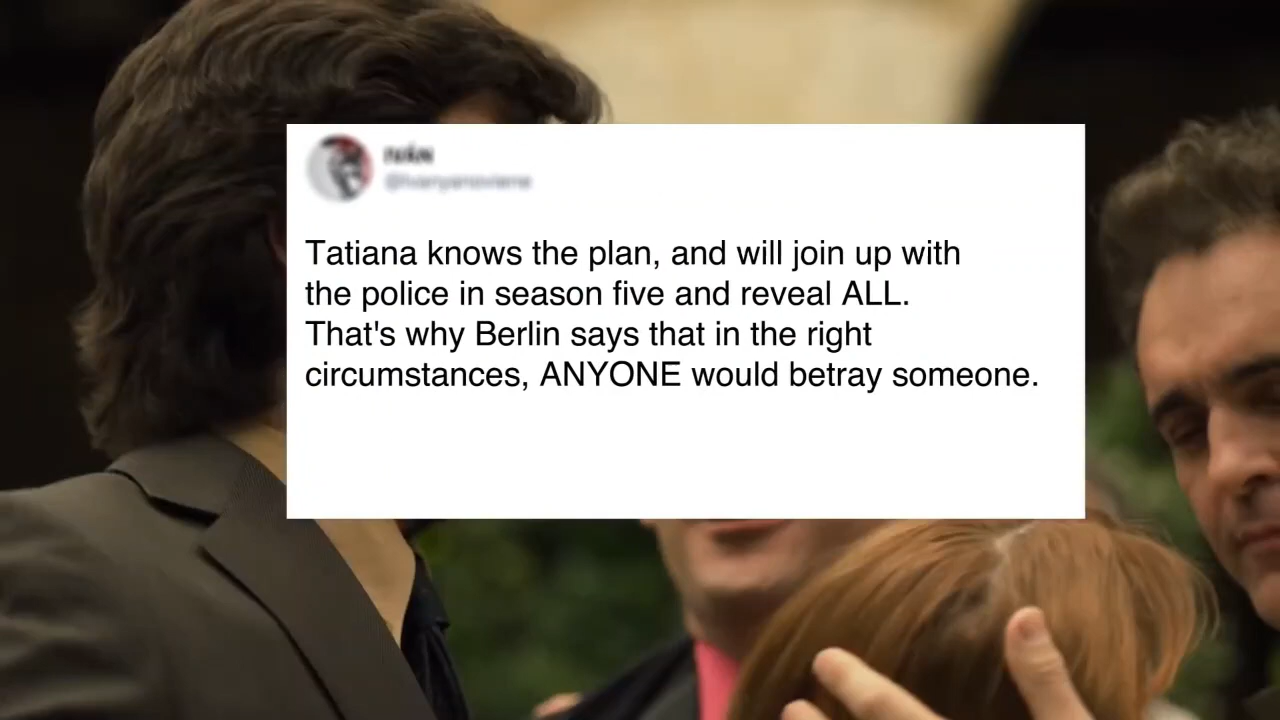 IVÁN
Tatiana knows the plan, and will join up with
the police in season five and reveal ALL.
That's why Berlin says that in the right
circumstances, ANYONE would betray someone.